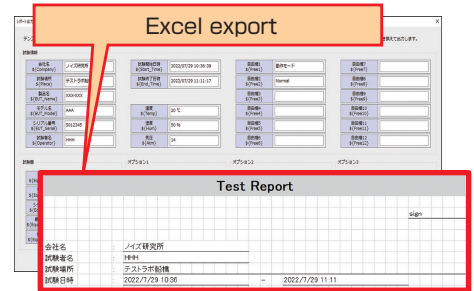 Excel export
試験情報
会社名
$(Company)
ノイズ研究所
試験開始日時
$(Start_Time)
2022/07/29 10:36:38
自由欄1
$(Free1)
動作モード
自由欄7
$(Free7)
試験場所
$(Place)
テストラボ船橋
試験終了日時
$(End_Time)
2022/07/29 11:11:17
自由欄2
$(Free2)
Normal
自由欄8
$(Free8)
製品名
$(EUT_Name)
XXX-XXX
自由欄3
$(Free3)
自由欄9
$(Free9)
モデル名
$(EUT_Model)
AAA
温度
$(Temp)
20 ℃
自由欄4
$(Free4)
自由欄10
$(Free10)
シリアル番号
$(EUT_Serial)
S012345
湿度
$(Hum)
50 %
自由欄5
$(Free5)
自由欄11
$(Free11)
試験者名
$(Operator)
HHH
気圧
$(Atm)
自由欄6
$(Free6)
自由欄12
$(Free12)
試験器
オプション1
オプション2
オプション3
Test Report
sign
会社名 : ノイズ研究所
試験者名 : HHH
試験場所 : テストラボ船橋
試験日時 : 2022/7/29 10:36 - 2022/7/29 11:11